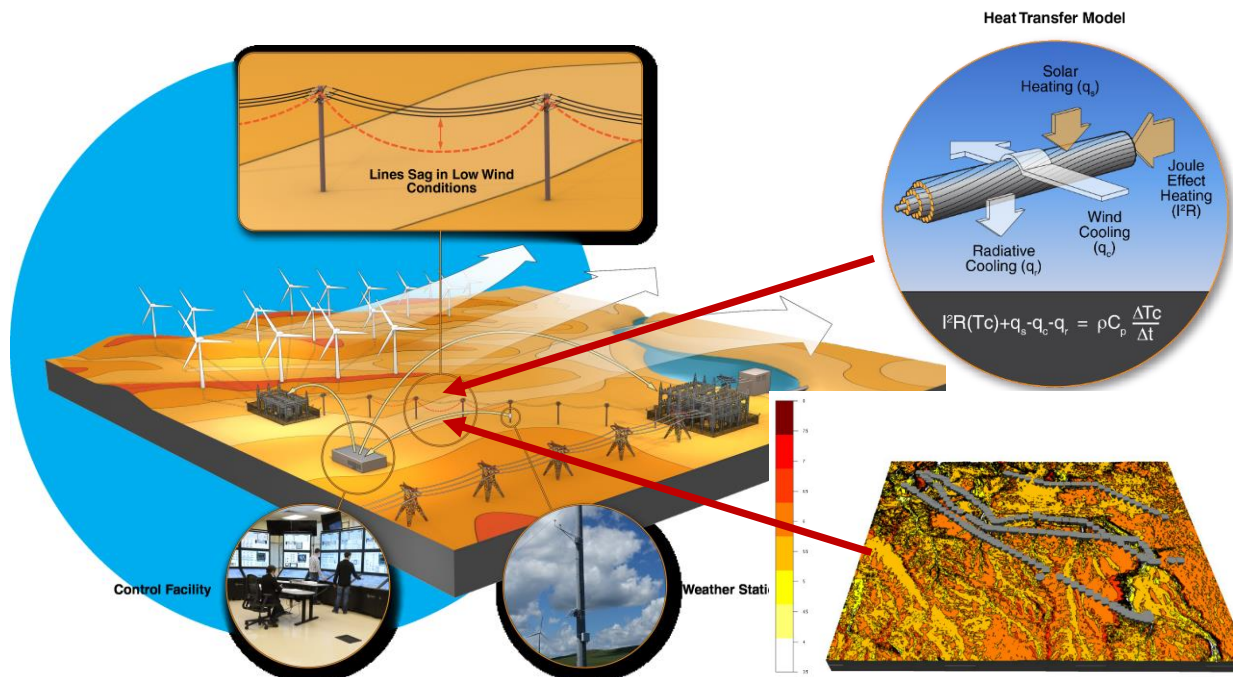 Heat Transfer Model
Solar
Heating (qs)
Joule
Effect
Heating
(I²R)
Wind
Cooling
(qc)
Radiative
Cooling (qr)
I²R(Tc)+qs-qc-qr = ρCp ΔTc
Δt
Lines Sag in Low Wind
Conditions
Control Facility
Weather Static